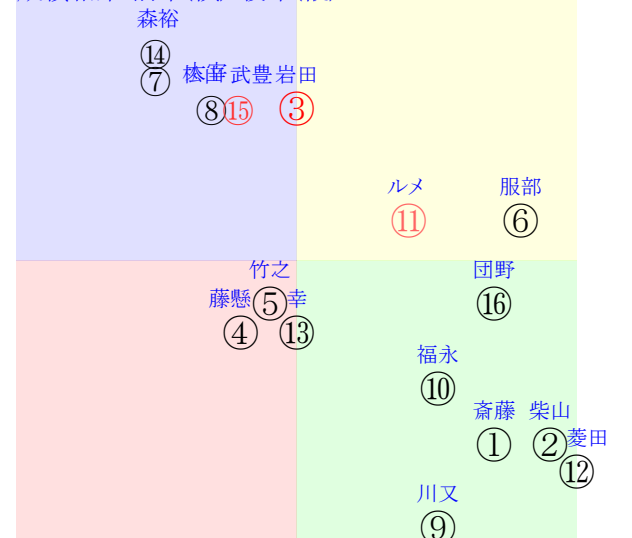 森裕
⑭
⑦
武豊 岩田
⑧ ⑮ ③
ルメ 服部
⑪ ⑥
竹之 団野
藤懸 ⑤ 幸 ⑯
④ ⑬
福永
⑩
斎藤 柴山
① ② 菱田
⑫
川又
⑨